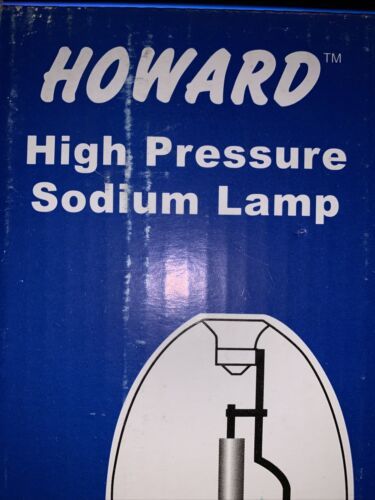 HOWARD™
High Pressure
Sodium Lamp